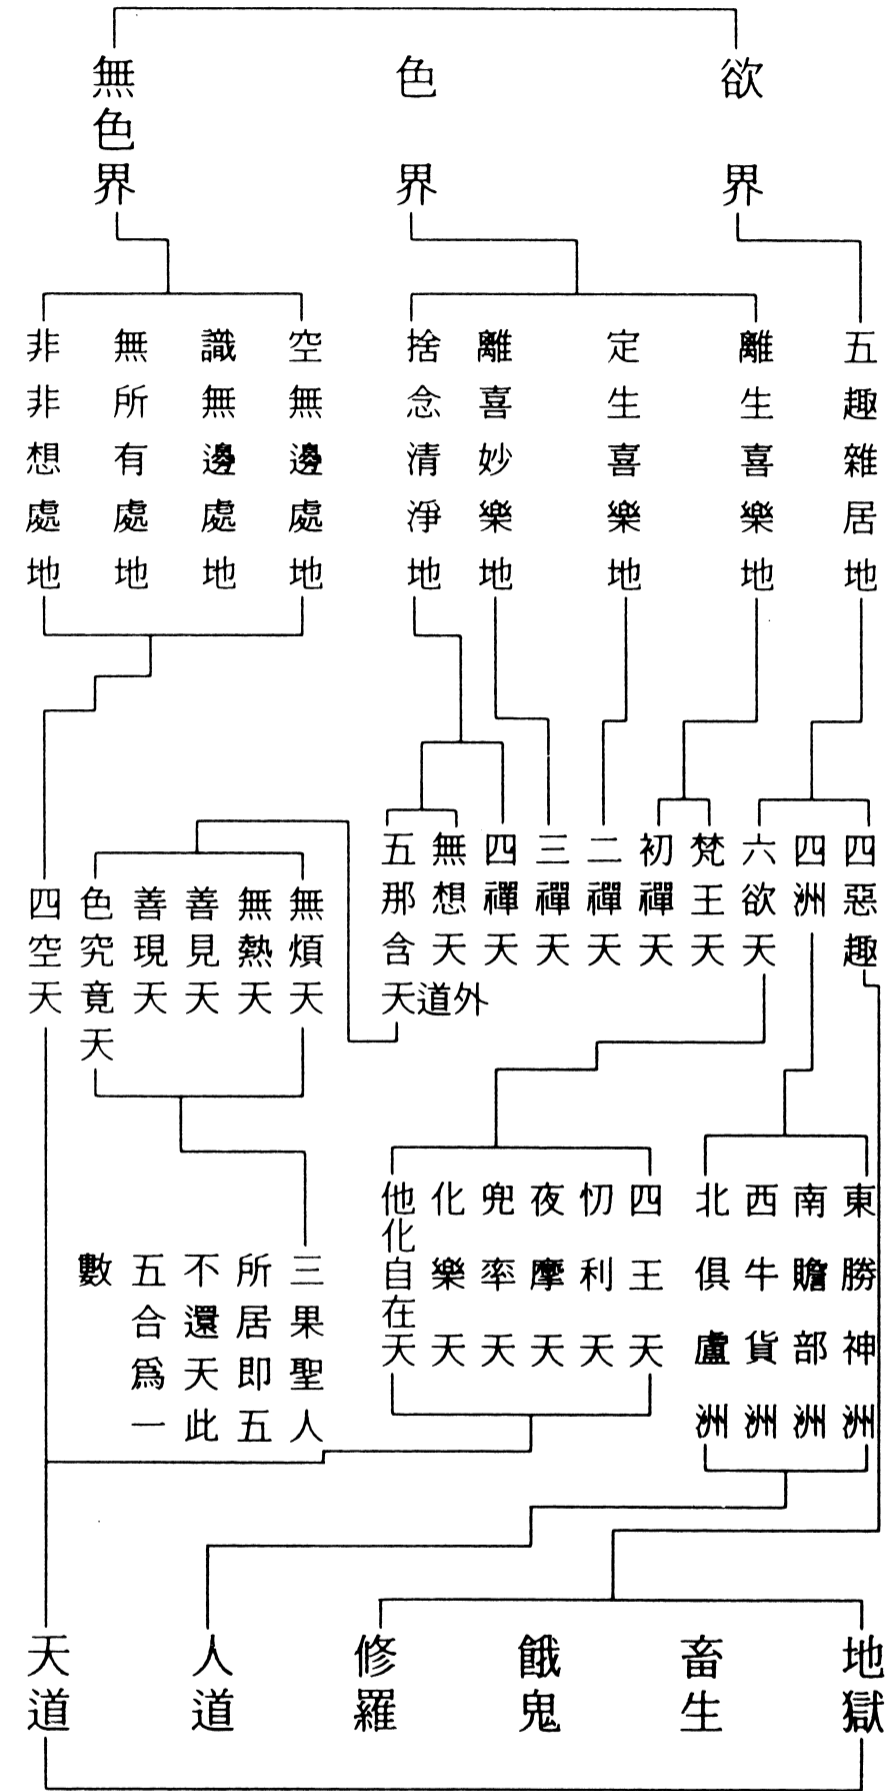 欲界
色界
無色界
五趣雜居地
離生喜樂地
定生喜樂地
離喜妙樂地
捨念清淨地
空無邊處地
識無邊處地
無所有處地
非非想處地
四惡趣
四洲
六欲天
梵王天
初禪天
二禪天
三禪天
四禪天
無想天
外道
五那含天
無煩天
無熱天
善見天
善現天
色究竟天
四空天
東勝神洲
南贍部洲
西牛貨洲
北俱盧洲
四王天
忉利天
夜摩天
兜率天
化樂天
他化自在天
三果聖人
所居即五
不還天此
五合爲一
數
地獄
畜生
餓鬼
修羅
人道
天道